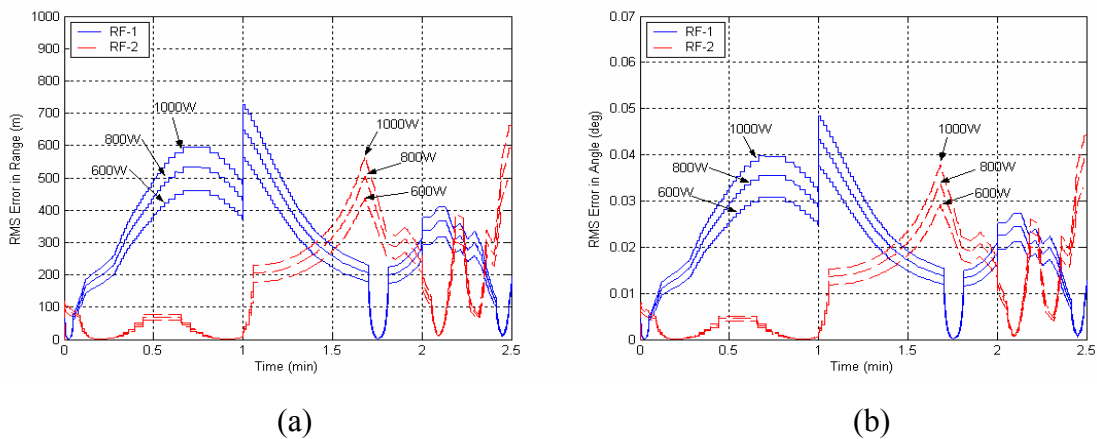 1000
900
800
700
600
500
400
300
200
100
0
RMS Error in Range (m)
RF-1
RF-2
1000W
800W
600W
1000W
800W
600W
0
0.5
1
1.5
2
2.5
Time (min)
(a)
0.07
0.06
0.05
0.04
0.03
0.02
0.01
0
RMS Error in Angle (deg)
RF-1
RF-2
1000W
800W
600W
1000W
800W
600W
0
0.5
1
1.5
2
2.5
Time (min)
(b)